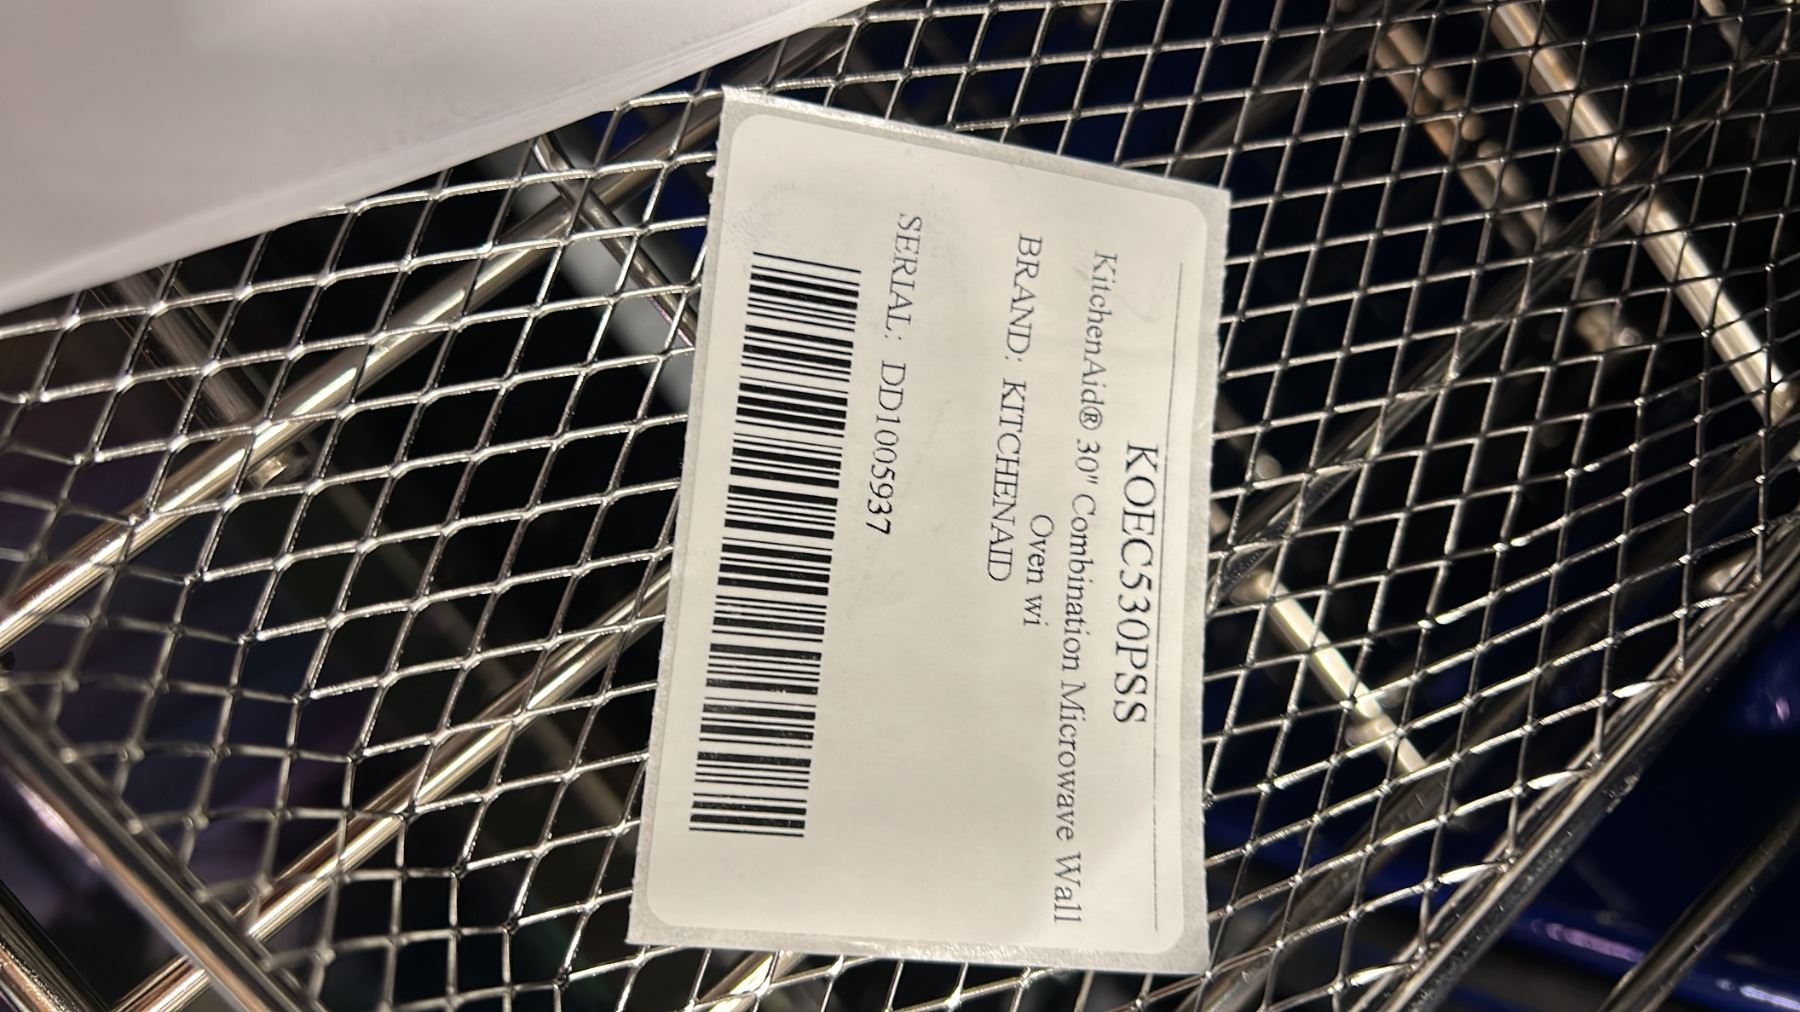 KOEC530PSS
KitchenAid® 30" Combination Microwave Wall
Oven wi
BRAND: KITCHENAID
SERIAL: DD1005937